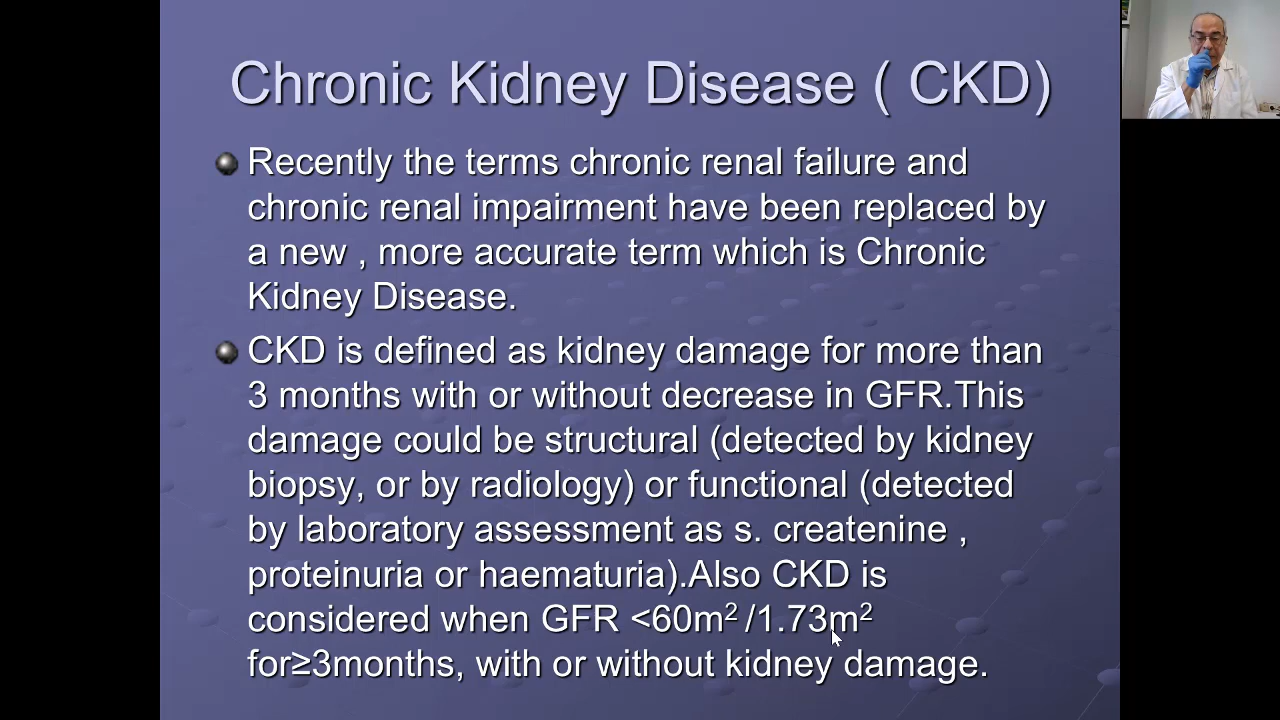 Chronic Kidney Disease ( CKD)
Recently the terms chronic renal failure and
chronic renal impairment have been replaced by
a new , more accurate term which is Chronic
Kidney Disease.
CKD is defined as kidney damage for more than
3 months with or without decrease in GFR.This
damage could be structural (detected by kidney
biopsy, or by radiology) or functional (detected
by laboratory assessment as s. createnine ,
proteinuria or haematuria).Also CKD is
considered when GFR <60m² /1.73m²
for≥3months, with or without kidney damage.